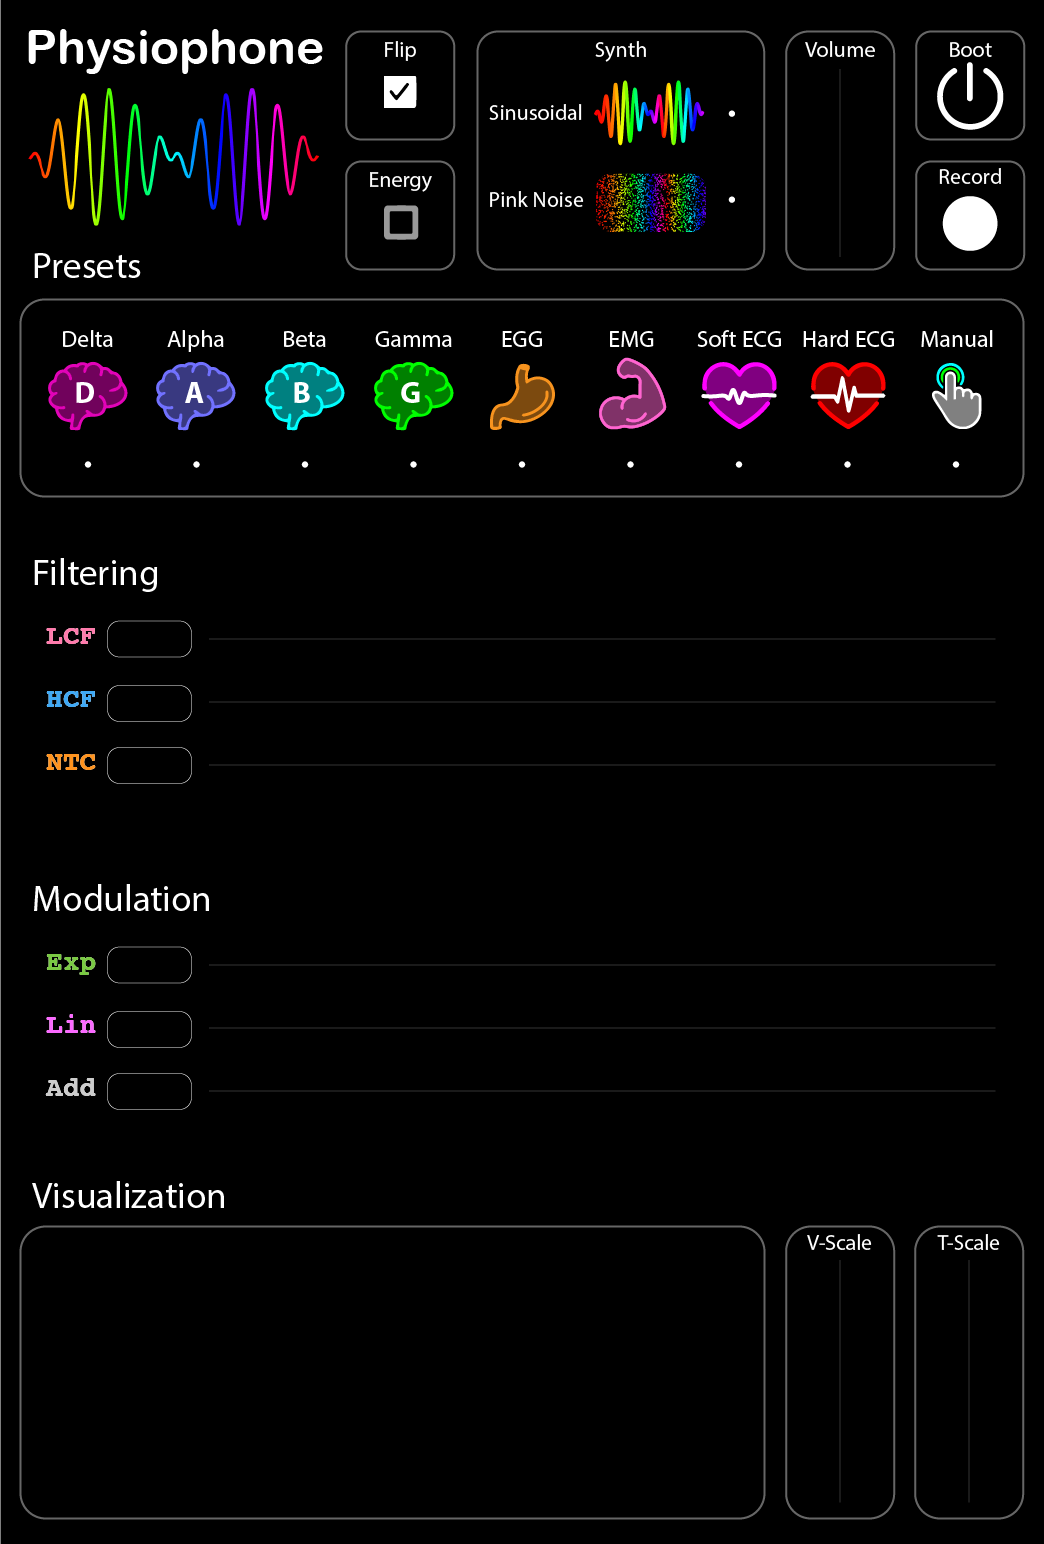 Physiophone
Flip
Synth
Volume
Boot
Sinusoidal
Energy
Pink Noise
Record
Presets
Delta
Alpha
Beta
Gamma
EGG
EMG
Soft ECG
Hard ECG
Manual
D
A
B
G
Filtering
LCF
HCF
NTC
Modulation
Exp
Lin
Add
Visualization
V-Scale
T-Scale